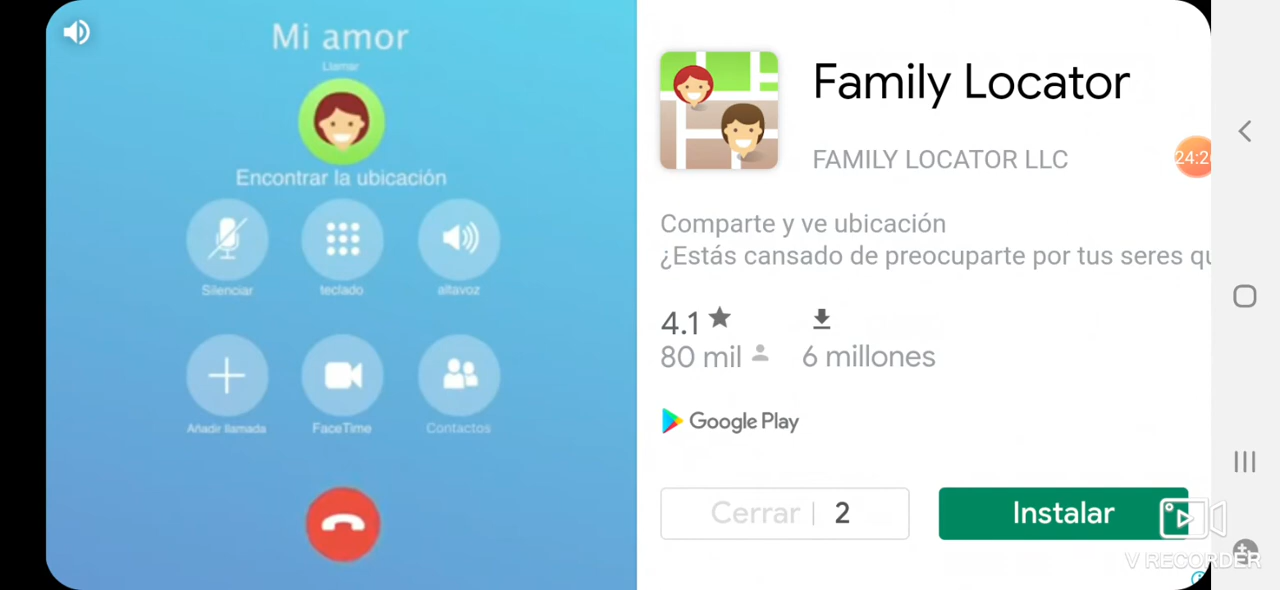 Mi amor
Llamar
Encontrar la ubicación
Silenciar
teclado
altavoz
Añadir llamada
FaceTime
Contactos
Family Locator
FAMILY LOCATOR LLC
Comparte y ve ubicación
¿Estás cansado de preocuparte por tus seres qu
4.1
80 mil
6 millones
Google Play
Cerrar | 2
Instalar
24:2
V RECORDER